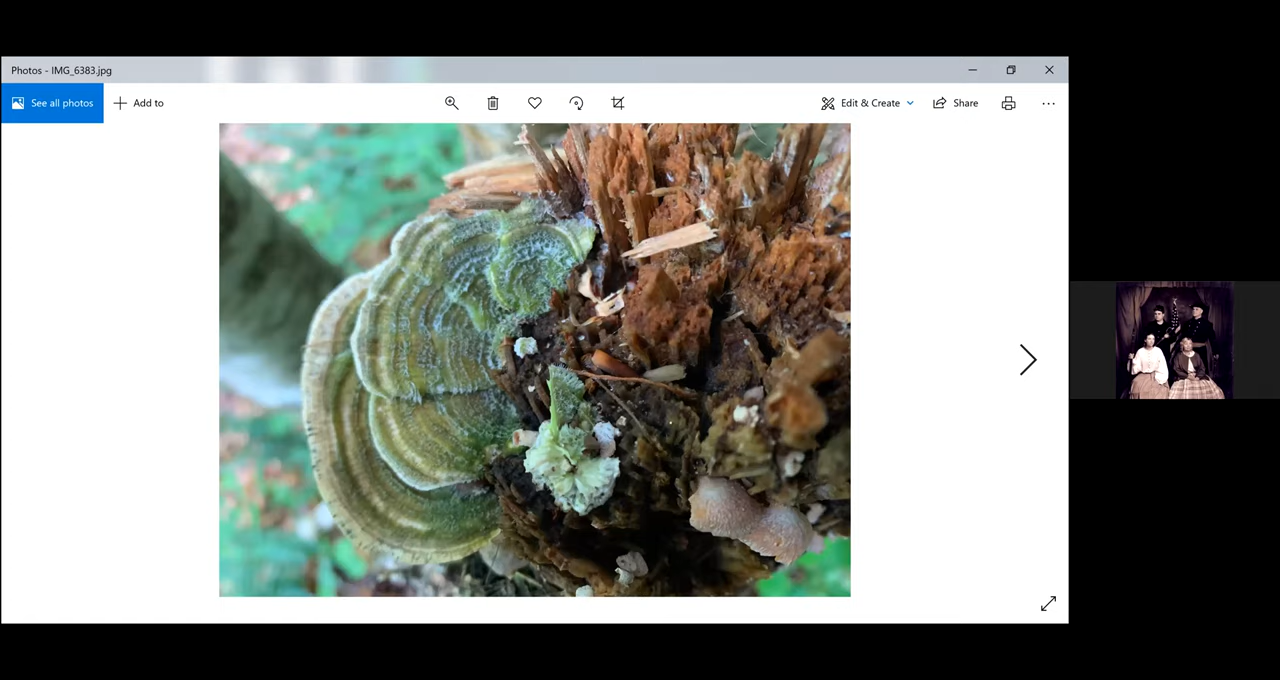 Photos - IMG_6383.jpg
See all photos
Add to
Edit & Create
Share